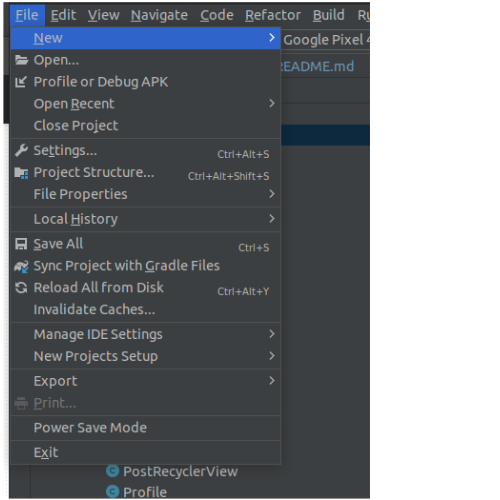 File Edit View Navigate Code Refactor Build
New
Google Pixel
Open...
EADME.md
Profile or Debug APK
Open Recent
Close Project
Settings... Ctrl+Alt+S
Project Structure... Ctrl+Alt+Shift+S
File Properties
Local History
Save All Ctrl+S
Sync Project with Gradle Files
Reload All from Disk Ctrl+Alt+Y
Invalidate Caches...
Manage IDE Settings
New Projects Setup
Export
Print...
Power Save Mode
Exit
PostRecyclerView
Profile